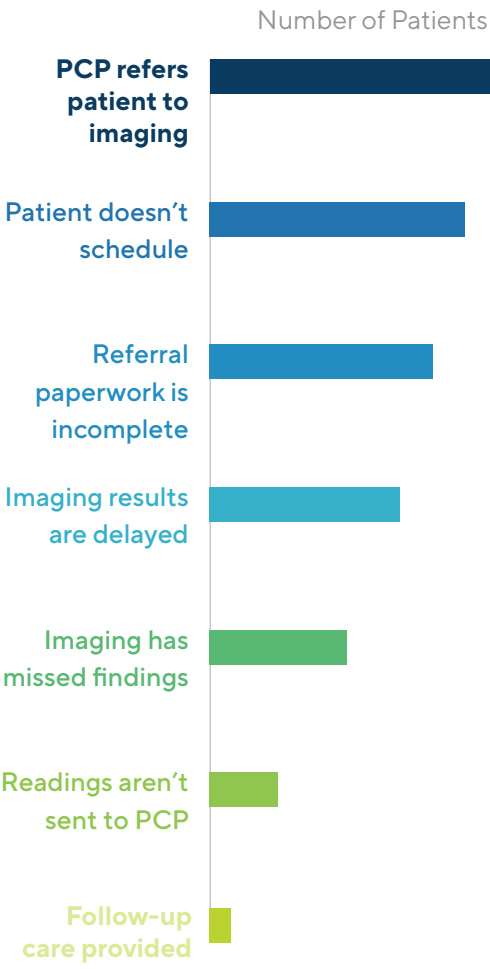 Number of Patients
PCP refers
patient to
imaging
Patient doesn’t
schedule
Referral
paperwork is
incomplete
Imaging results
are delayed
Imaging has
missed findings
Readings aren’t
sent to PCP
Follow-up
care provided